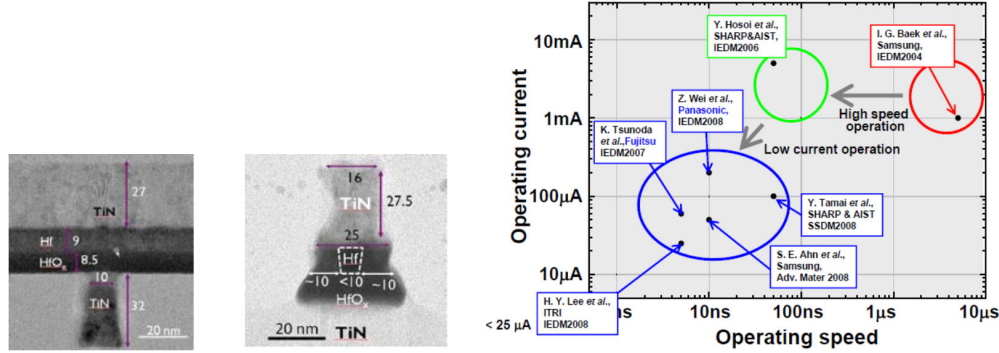 27
TiN
Hf
9
HfOx
8.5
10
TiN
32
20 nm
16
TiN
27.5
25
Hf
~10
<10
~10
HfOx
20 nm
TiN
Operating current
10mA
1mA
100µA
10µA
Y. Hosoi et al.,
SHARP&AIST,
IEDM2006
I. G. Baek et al.,
Samsung,
IEDM2004
Z. Wei et al.,
Panasonic,
IEDM2008
High speed
operation
K. Tsunoda
et al.,Fujitsu
IEDM2007
Low current operation
Y. Tamai et al.,
SHARP & AIST
SSDM2008
S. E. Ahn et al.,
Samsung,
Adv. Mater 2008
H. Y. Lee et al.,
ITRI
IEDM2008
< 25 µA
10ns
100ns
1µs
10µs
Operating speed